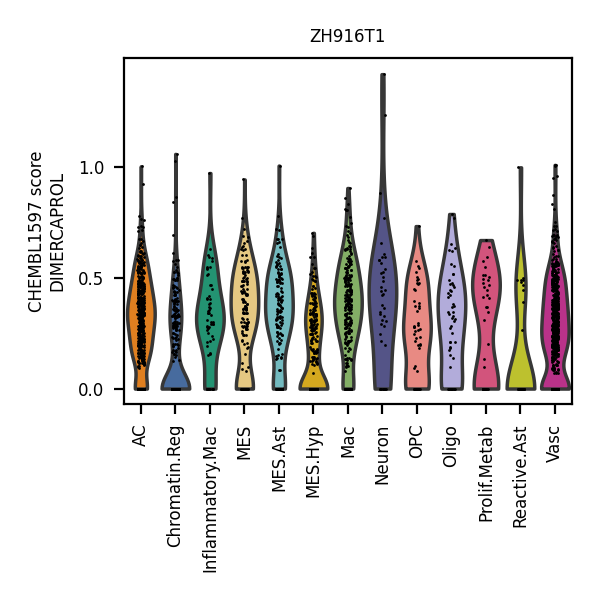 ZH916T1
CHEMBL1597 score
DIMERCAPROL
1.0
0.5
0.0
AC
Chromatin.Reg
Inflammatory.Mac
MES
MES.Ast
MES.Hyp
Mac
Neuron
OPC
Oligo
Prolif.Metab
Reactive.Ast
Vasc